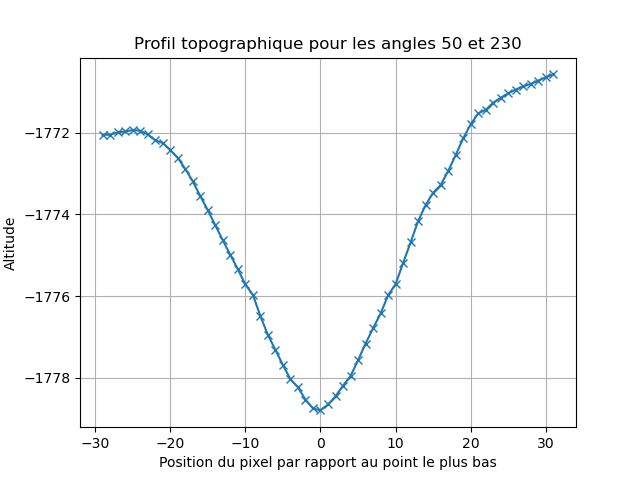 Profil topographique pour les angles 50 et 230
Altitude
−1772
−1774
−1776
−1778
−30 −20 −10 0 10 20 30
Position du pixel par rapport au point le plus bas